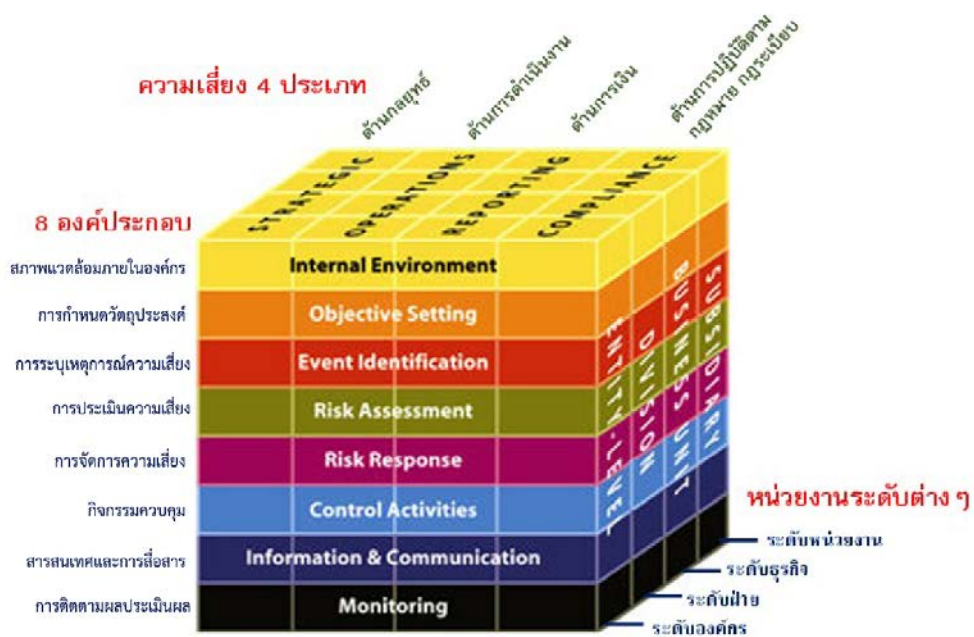 ความเสี่ยง 4 ประเภท
ด้านกลยุทธ์
ด้านการดำเนินงาน
ด้านการเงิน
ด้านการปฏิบัติตาม
กฎหมาย กฎระเบียบ
STRATEGIC
OPERATIONS
REPORTING
COMPLIANCE
8 องค์ประกอบ
สภาพแวดล้อมภายในองค์กร
Internal Environment
การกำหนดวัตถุประสงค์
Objective Setting
การระบุเหตุการณ์ความเสี่ยง
Event Identification
การประเมินความเสี่ยง
Risk Assessment
การจัดการความเสี่ยง
Risk Response
กิจกรรมควบคุม
Control Activities
สารสนเทศและการสื่อสาร
Information & Communication
การติดตามผลประเมินผล
Monitoring
ENTITY-LEVEL
DIVISION
BUSINESS UNIT
SUBSIDIARY
หน่วยงานระดับต่าง ๆ
ระดับหน่วยงาน
ระดับธุรกิจ
ระดับฝ่าย
ระดับองค์กร